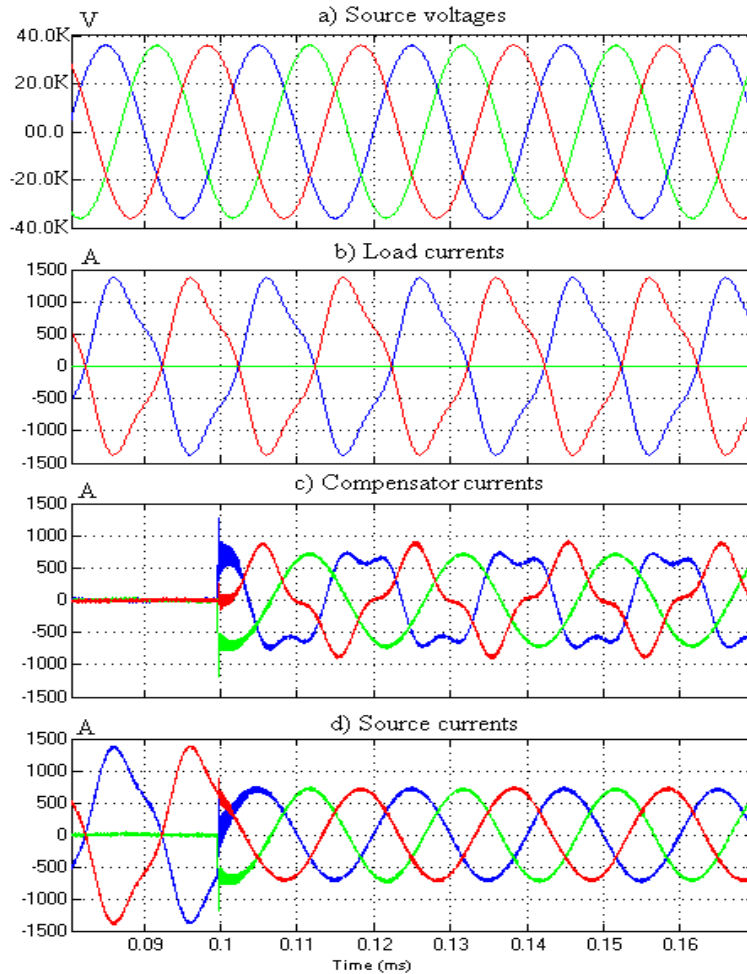 V
a) Source voltages
40.0K
20.0K
00.0
-20.0K
-40.0K
A
b) Load currents
1500
1000
500
0
-500
-1000
-1500
A
c) Compensator currents
1500
1000
500
0
-500
-1000
-1500
A
d) Source currents
1500
1000
500
0
-500
-1000
-1500
0.09 0.1 0.11 0.12 0.13 0.14 0.15 0.16
Time (ms)